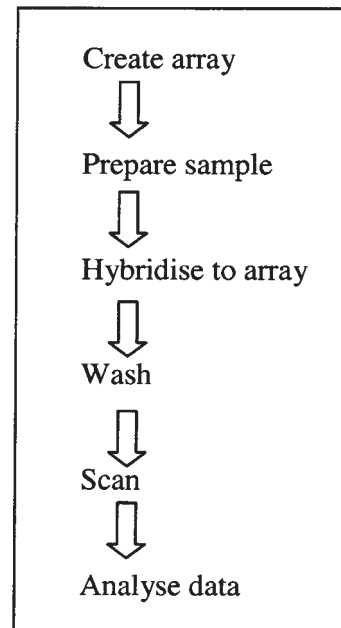 Create array
Prepare sample
Hybridise to array
Wash
Scan
Analyse data